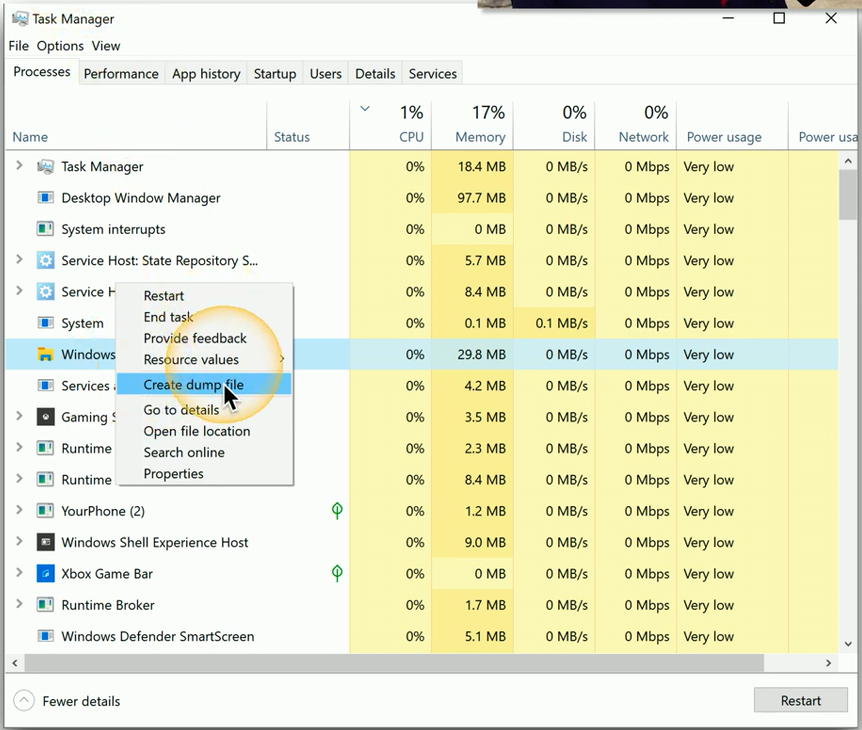 Task Manager
File Options View
Processes Performance App history Startup Users Details Services
1% 17% 0% 0%
Name Status CPU Memory Disk Network Power usage Power usa
Task Manager 0% 18.4 MB 0 MB/s 0 Mbps Very low
Desktop Window Manager 0% 97.7 MB 0 MB/s 0 Mbps Very low
System interrupts 0% 0 MB 0 MB/s 0 Mbps Very low
Service Host: State Repository S... 0% 5.7 MB 0 MB/s 0 Mbps Very low
Service H 0% 8.4 MB 0 MB/s 0 Mbps Very low
System 0% 0.1 MB 0.1 MB/s 0 Mbps Very low
Windows 0% 29.8 MB 0 MB/s 0 Mbps Very low
Services a 0% 4.2 MB 0 MB/s 0 Mbps Very low
Gaming S 0% 3.5 MB 0 MB/s 0 Mbps Very low
Runtime 0% 2.3 MB 0 MB/s 0 Mbps Very low
Runtime 0% 8.4 MB 0 MB/s 0 Mbps Very low
YourPhone (2) 0% 1.2 MB 0 MB/s 0 Mbps Very low
Windows Shell Experience Host 0% 9.0 MB 0 MB/s 0 Mbps Very low
Xbox Game Bar 0% 0 MB 0 MB/s 0 Mbps Very low
Runtime Broker 0% 1.7 MB 0 MB/s 0 Mbps Very low
Windows Defender SmartScreen 0% 5.1 MB 0 MB/s 0 Mbps Very low
Restart
End task
Provide feedback
Resource values
Create dump file
Go to details
Open file location
Search online
Properties
Fewer details
Restart